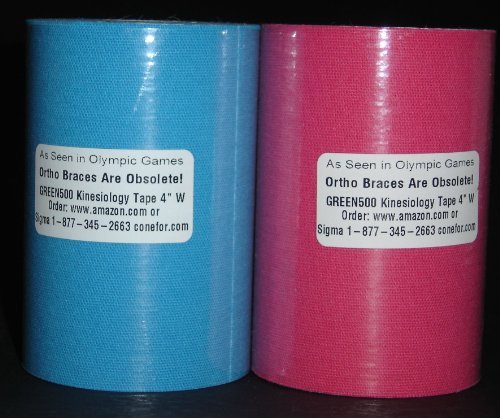 As Seen in Olympic Games
Ortho Braces Are Obsolete!
GREEN500 Kinesiology Tape 4" W
Order: www.amazon.com or
Sigma 1-877-345-2663 conefor.com
As Seen in Olympic Games
Ortho Braces Are Obsolete!
GREEN500 Kinesiology Tape 4" W
Order: www.amazon.com or
Sigma 1-877-345-2663 conefor.com